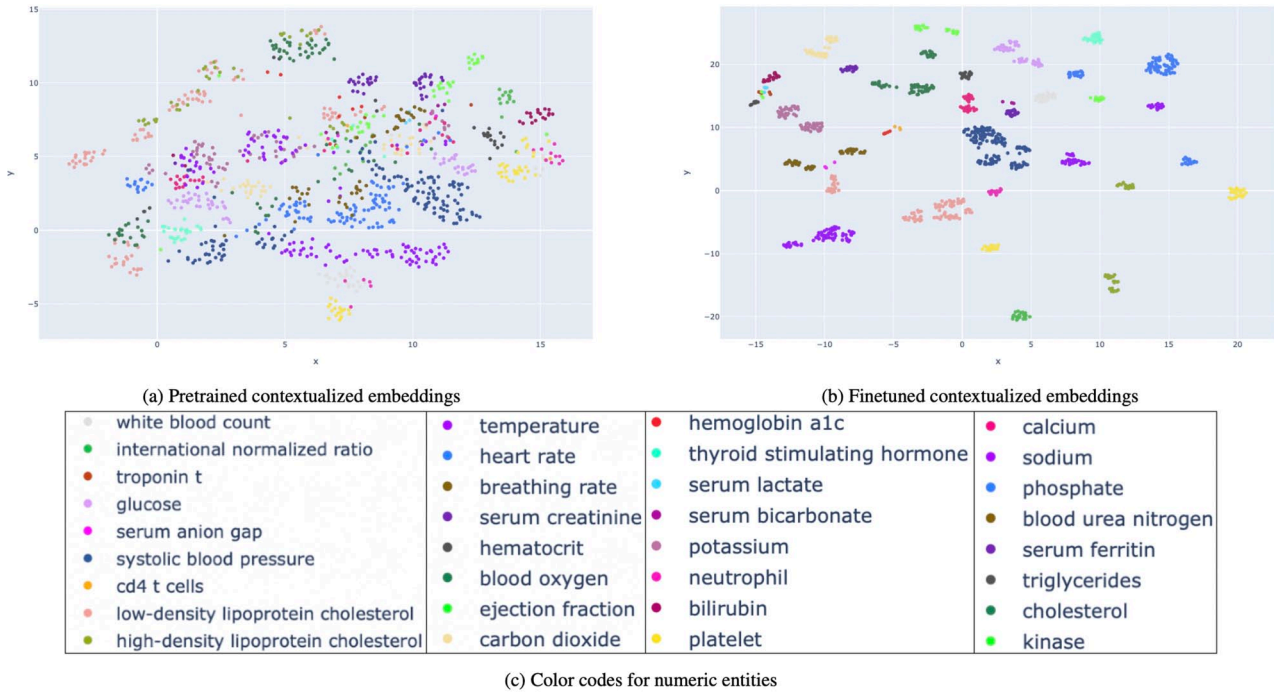 15
10
5
0
−5
y
0
5
10
15
x
20
10
0
−10
−20
y
−15
−10
−5
0
5
10
15
20
x
(a) Pretrained contextualized embeddings
(b) Finetuned contextualized embeddings
white blood count
international normalized ratio
troponin t
glucose
serum anion gap
systolic blood pressure
cd4 t cells
low-density lipoprotein cholesterol
high-density lipoprotein cholesterol
temperature
heart rate
breathing rate
serum creatinine
hematocrit
blood oxygen
ejection fraction
carbon dioxide
hemoglobin a1c
thyroid stimulating hormone
serum lactate
serum bicarbonate
potassium
neutrophil
bilirubin
platelet
calcium
sodium
phosphate
blood urea nitrogen
serum ferritin
triglycerides
cholesterol
kinase
(c) Color codes for numeric entities